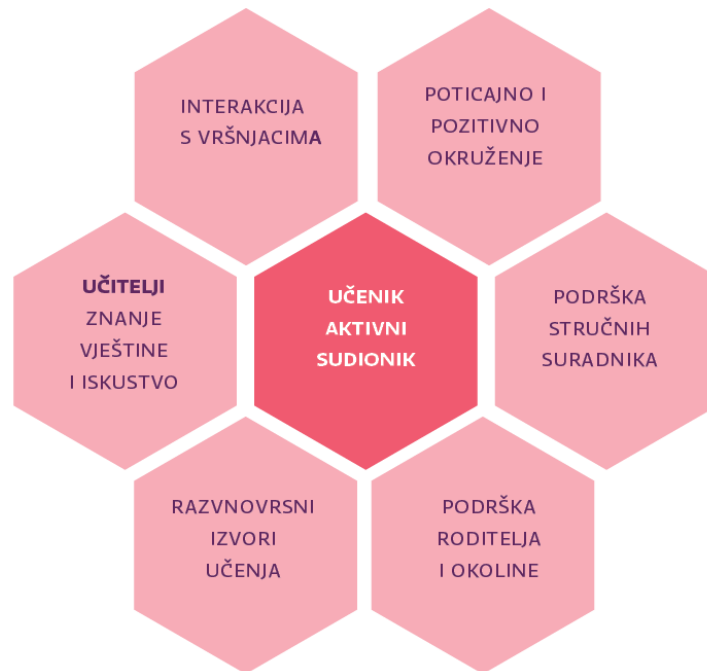 INTERAKCIJA
S VRŠNJACIMA
POTICAJNO I
POZITIVNO
OKRUŽENJE
UČITELJI
ZNANJE
VJEŠTINE
I ISKUSTVO
UČENIK
AKTIVNI
SUDIONIK
PODRŠKA
STRUČNIH
SURADNIKA
RAZVNOVRSNI
IZVORI
UČENJA
PODRŠKA
RODITELJA
I OKOLINE